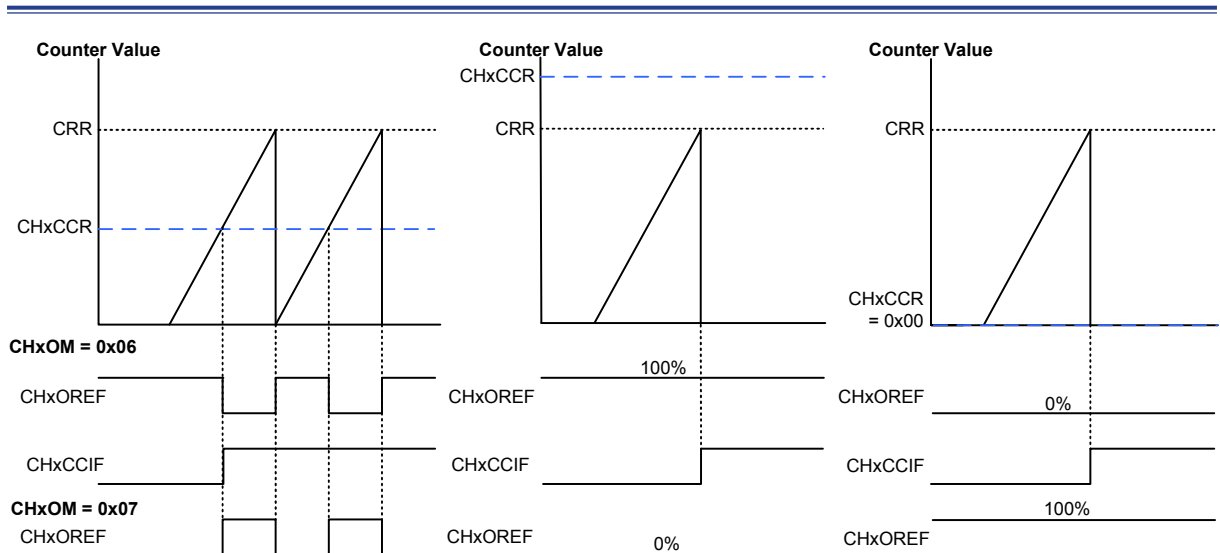 Counter Value
CRR
CHxCCR
CHxOM = 0x06
CHxOREF
CHxCCIF
CHxOM = 0x07
CHxOREF
Counter Value
CHxCCR
CRR
100%
CHxOREF
CHxCCIF
CHxOREF
0%
Counter Value
CRR
CHxCCR
= 0x00
CHxOREF
0%
CHxCCIF
100%
CHxOREF